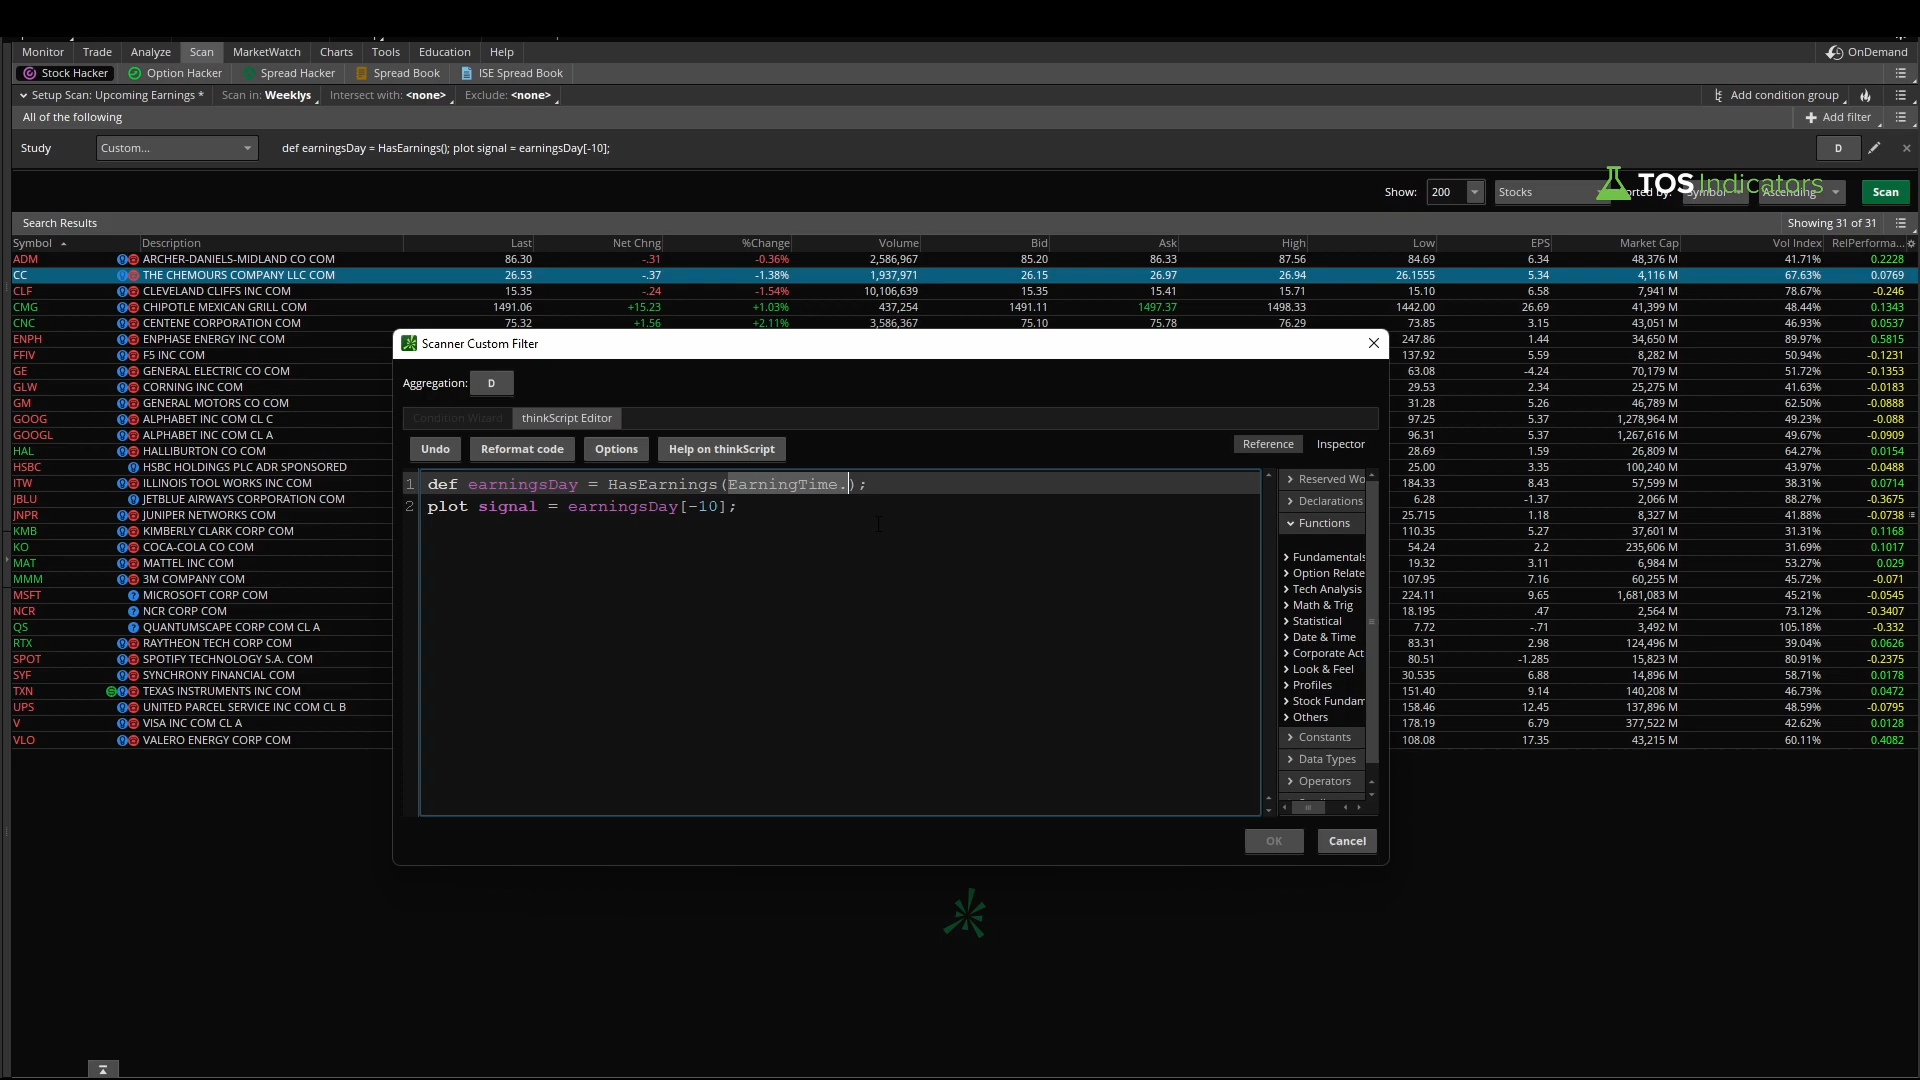 Monitor Trade Analyze Scan MarketWatch Charts Tools Education Help OnDemand
Stock Hacker Option Hacker Spread Hacker Spread Book ISE Spread Book
Setup Scan: Upcoming Earnings * Scan in: Weeklys Intersect with: <none> Exclude: <none> Add condition group
All of the following Add filter
Study Custom... def earningsDay = HasEarnings(); plot signal = earningsDay[-10]; D
Show: 200 Stocks orted by: Symbol Ascending Scan
TOS Indicators
Search Results Showing 31 of 31
Symbol Description Last Net Chng %Change Volume Bid Ask High Low EPS Market Cap Vol Index RelPerforma...
ADM ARCHER-DANIELS-MIDLAND CO COM 86.30 -.31 -0.36% 2,586,967 85.20 86.33 87.56 84.69 6.34 48,376 M 41.71% 0.2228
CC THE CHEMOURS COMPANY LLC COM 26.53 -.37 -1.38% 1,937,971 26.15 26.97 26.94 26.1555 5.34 4,116 M 67.63% 0.0769
CLF CLEVELAND CLIFFS INC COM 15.35 -.24 -1.54% 10,106,639 15.35 15.41 15.71 15.10 6.58 7,941 M 78.67% -0.246
CMG CHIPOTLE MEXICAN GRILL COM 1491.06 +15.23 +1.03% 437,254 1491.11 1497.37 1498.33 1442.00 26.69 41,399 M 48.44% 0.1343
CNC CENTENE CORPORATION COM 75.32 +1.56 +2.11% 3,586,367 75.10 75.78 76.29 73.85 3.15 43,051 M 46.93% 0.0537
ENPH ENPHASE ENERGY INC COM 247.86 1.44 34,650 M 89.97% 0.5815
FFIV F5 INC COM 137.92 5.59 8,282 M 50.94% -0.1231
GE GENERAL ELECTRIC CO COM 63.08 -4.24 70,179 M 51.72% -0.1353
GLW CORNING INC COM 29.53 2.34 25,275 M 41.63% -0.0183
GM GENERAL MOTORS CO COM 31.28 5.26 46,789 M 62.50% -0.0888
GOOG ALPHABET INC COM CL C 97.25 5.37 1,278,964 M 49.23% -0.088
GOOGL ALPHABET INC COM CL A 96.31 5.37 1,267,616 M 49.67% -0.0909
HAL HALLIBURTON CO COM 28.69 1.59 26,809 M 64.27% 0.0154
HSBC HSBC HOLDINGS PLC ADR SPONSORED 25.00 3.35 100,240 M 43.97% -0.0488
ITW ILLINOIS TOOL WORKS INC COM 184.33 8.43 57,599 M 38.31% 0.0714
JBLU JETBLUE AIRWAYS CORPORATION COM 6.28 -1.37 2,066 M 88.27% -0.3675
JNPR JUNIPER NETWORKS COM 25.715 1.18 8,327 M 41.88% -0.0738
KMB KIMBERLY CLARK CORP COM 110.35 5.27 37,601 M 31.31% 0.1168
KO COCA-COLA CO COM 54.24 2.2 235,606 M 31.69% 0.1017
MAT MATTEL INC COM 19.32 3.11 6,984 M 53.27% 0.029
MMM 3M COMPANY COM 107.95 7.16 60,255 M 45.72% -0.071
MSFT MICROSOFT CORP COM 224.11 9.65 1,681,083 M 45.21% -0.0545
NCR NCR CORP COM 18.195 .47 2,564 M 73.12% -0.3407
QS QUANTUMSCAPE CORP COM CL A 7.72 -.71 3,492 M 105.18% -0.332
RTX RAYTHEON TECH CORP COM 83.31 2.98 124,496 M 39.04% 0.0626
SPOT SPOTIFY TECHNOLOGY S.A. COM 80.51 -1.285 15,823 M 80.91% -0.2375
SYF SYNCHRONY FINANCIAL COM 30.535 6.88 14,896 M 58.71% 0.0178
TXN TEXAS INSTRUMENTS INC COM 151.40 9.14 140,208 M 46.73% 0.0472
UPS UNITED PARCEL SERVICE INC COM CL B 158.46 12.45 137,896 M 48.59% -0.0795
V VISA INC COM CL A 178.19 6.79 377,522 M 42.62% 0.0128
VLO VALERO ENERGY CORP COM 108.08 17.35 43,215 M 60.11% 0.4082
Scanner Custom Filter
Aggregation: D
Condition Wizard thinkScript Editor
Undo Reformat code Options Help on thinkScript Reference Inspector
1 def earningsDay = HasEarnings(EarningTime.);
2 plot signal = earningsDay[-10];
Reserved Wo
Declarations
Functions
Fundamentals
Option Relate
Tech Analysis
Math & Trig
Statistical
Date & Time
Corporate Act
Look & Feel
Profiles
Stock Fundam
Others
Constants
Data Types
Operators
OK Cancel